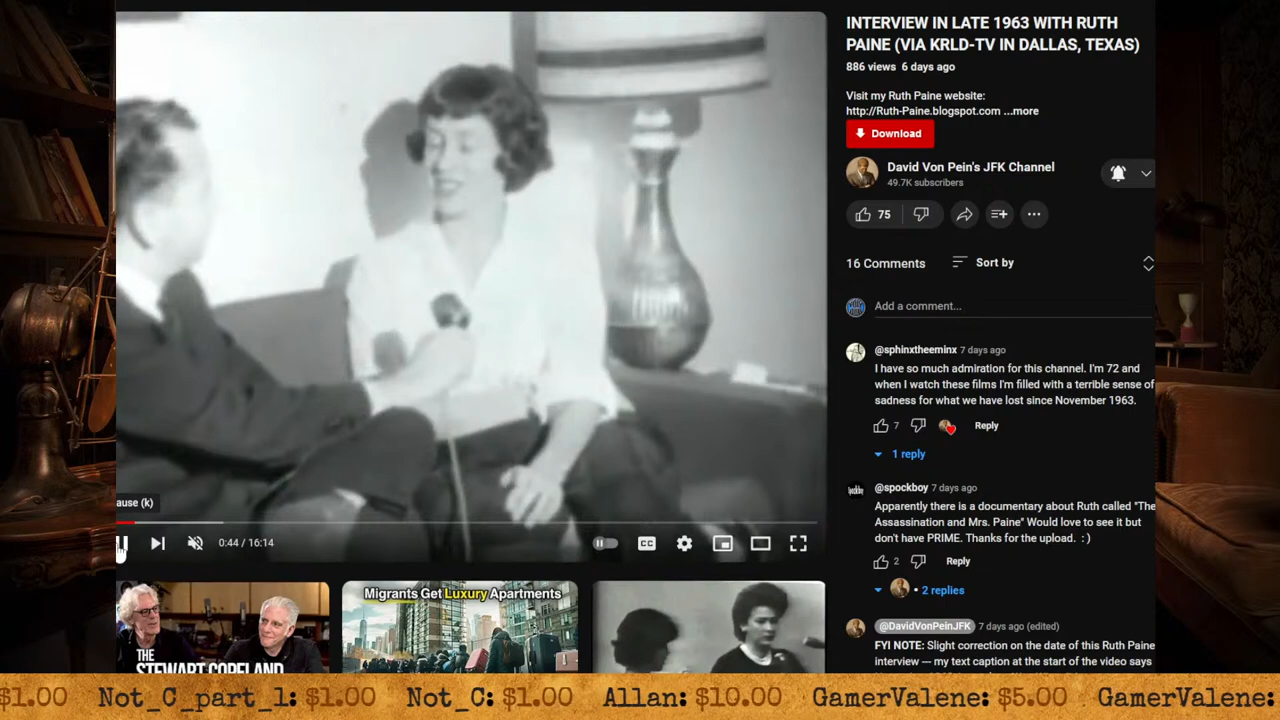 INTERVIEW IN LATE 1963 WITH RUTH
PAINE (VIA KRLD-TV IN DALLAS, TEXAS)
886 views 6 days ago
Visit my Ruth Paine website:
http://Ruth-Paine.blogspot.com ...more
Download
David Von Pein's JFK Channel
49.7K subscribers
75
16 Comments
Sort by
Add a comment...
@sphinxtheeminx 7 days ago
I have so much admiration for this channel. I'm 72 and
when I watch these films I'm filled with a terrible sense of
sadness for what we have lost since November 1963.
7
Reply
1 reply
@spockboy 7 days ago
Apparently there is a documentary about Ruth called "The
Assassination and Mrs. Paine" Would love to see it but
don't have PRIME. Thanks for the upload. : )
2
Reply
2 replies
@DavidVonPeinJFK 7 days ago (edited)
FYI NOTE: Slight correction on the date of this Ruth Paine
interview — my text caption at the start of the video says
ause (k)
0:44 / 16:14
CC
THE
STEWART COPELAND
Migrants Get Luxury Apartments
$1.00 Not_C_part_1: $1.00 Not_C: $1.00 Allan: $10.00 GamerValene: $5.00 GamerValene: